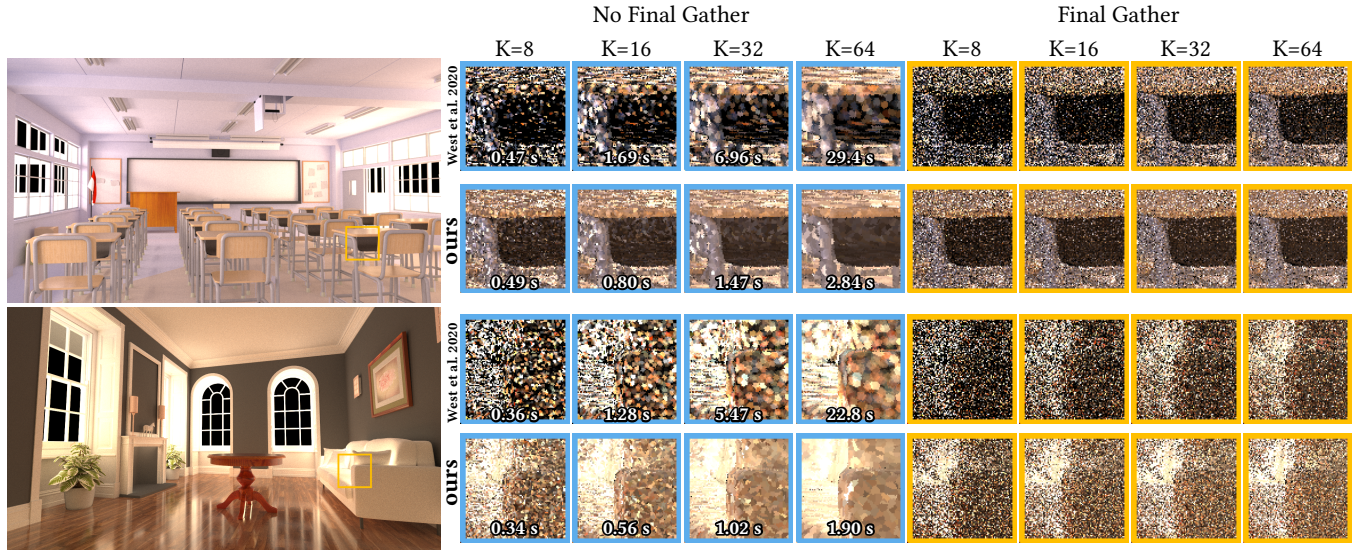 No Final Gather Final Gather
K=8 K=16 K=32 K=64 K=8 K=16 K=32 K=64
West et al. 2020
0.47 s 1.69 s 6.96 s 29.4 s
ours
0.49 s 0.80 s 1.47 s 2.84 s
West et al. 2020
0.36 s 1.28 s 5.47 s 22.8 s
ours
0.34 s 0.56 s 1.02 s 1.90 s